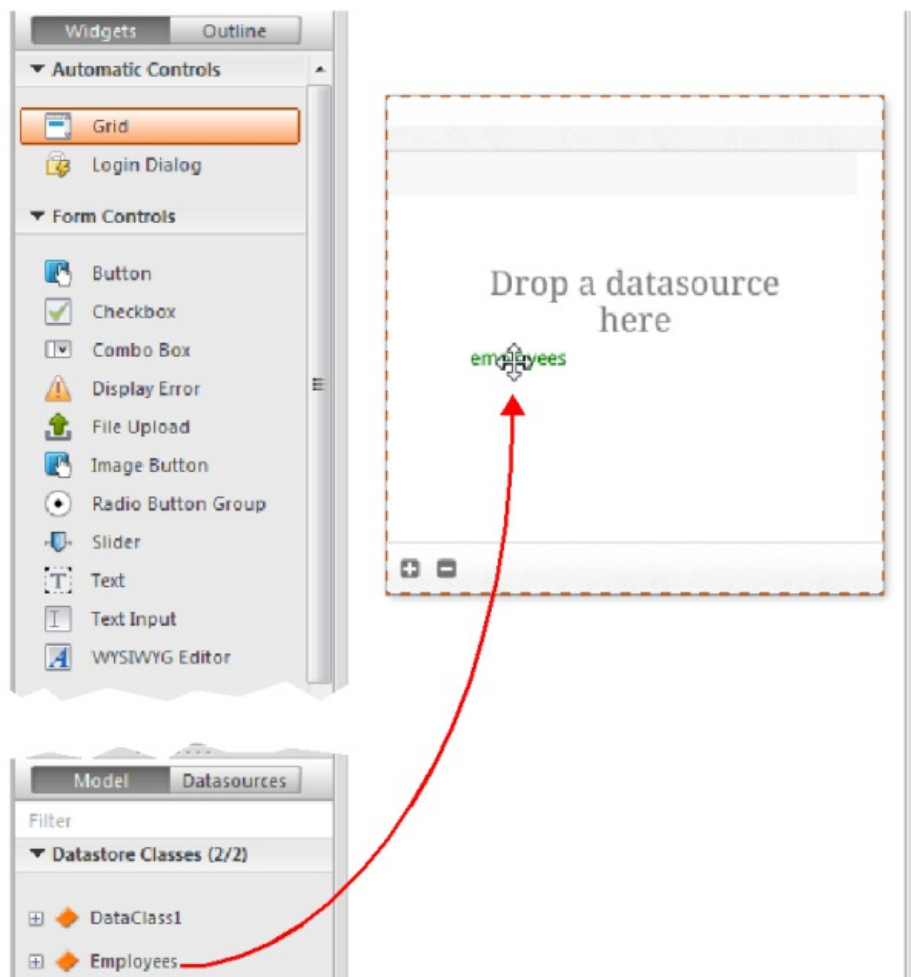 Widgets Outline
Automatic Controls
Grid
Login Dialog
Form Controls
Button
Checkbox
Combo Box
Display Error
File Upload
Image Button
Radio Button Group
Slider
Text
Text Input
WYSIWYG Editor
Drop a datasource
here
employees
Model Datasources
Filter
Datastore Classes (2/2)
DataClass1
Employees